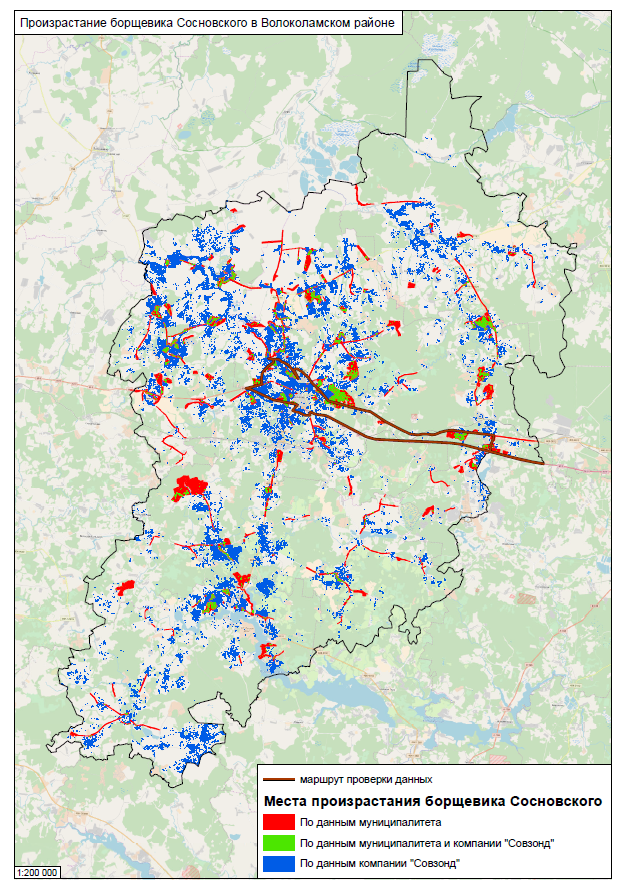 Произрастание борщевика Сосновского в Волоколамском районе
маршрут проверки данных
Места произрастания борщевика Сосновского
По данным муниципалитета
По данным муниципалитета и компании "Совзонд"
По данным компании "Совзонд"
1:200 000